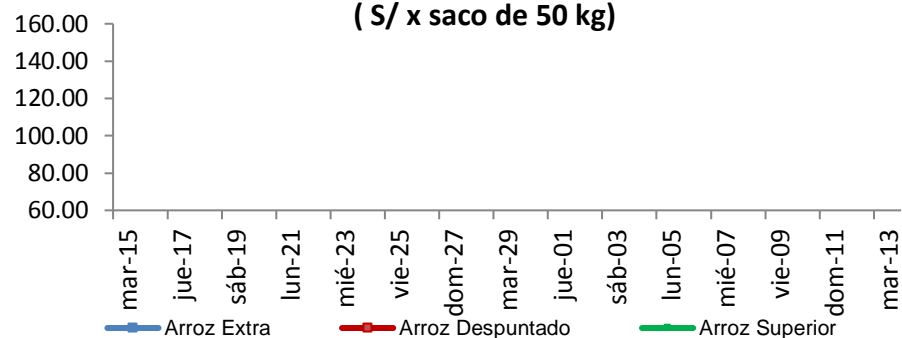 ( S/ x saco de 50 kg)
160.00
140.00
120.00
100.00
80.00
60.00
mar-15
jue-17
sáb-19
lun-21
mié-23
vie-25
dom-27
mar-29
jue-01
sáb-03
lun-05
mié-07
vie-09
dom-11
mar-13
Arroz Extra
Arroz Despuntado
Arroz Superior